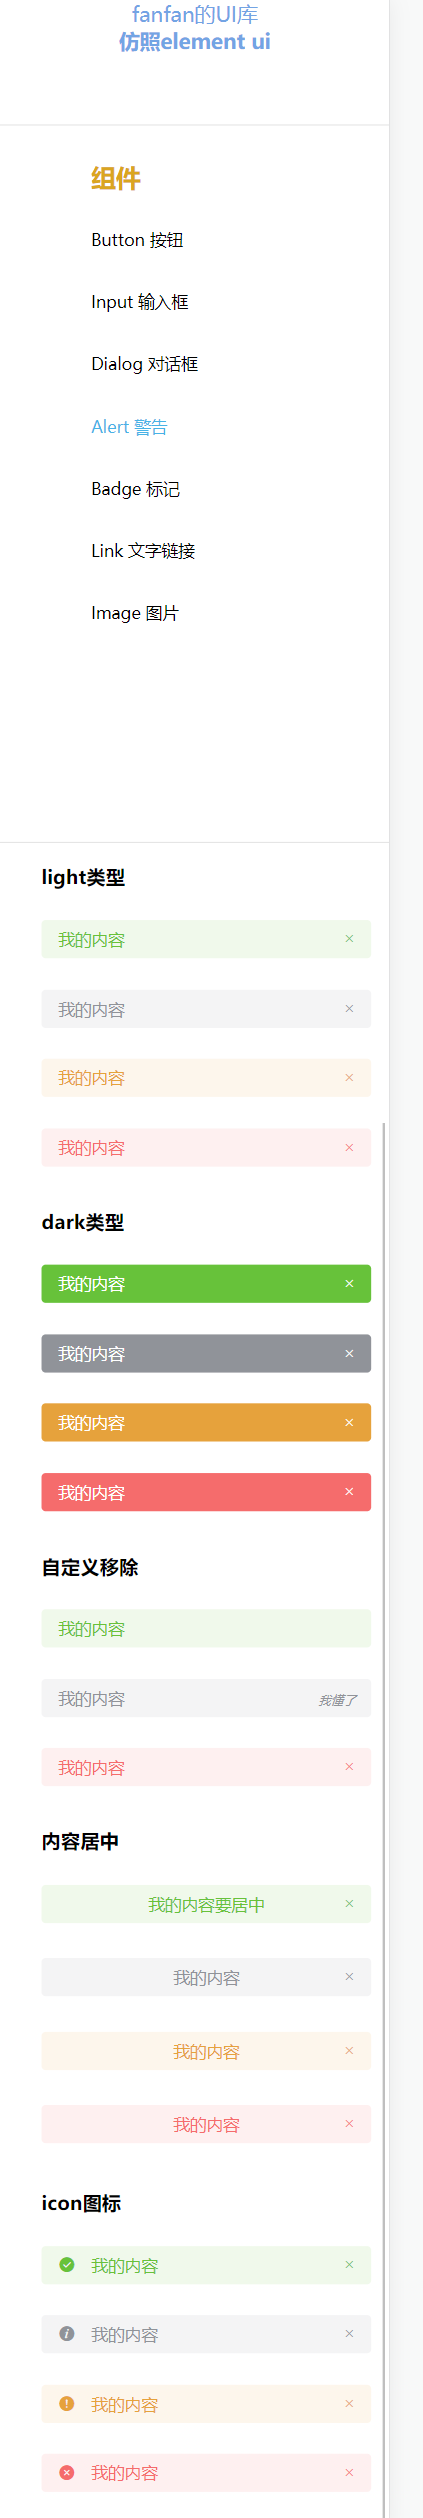 fanfan的UI库
仿照element ui
组件
Button 按钮
Input 输入框
Dialog 对话框
Alert 警告
Badge 标记
Link 文字链接
Image 图片
light类型
我的内容
我的内容
我的内容
我的内容
dark类型
我的内容
我的内容
我的内容
我的内容
自定义移除
我的内容
我的内容 我懂了
我的内容
内容居中
我的内容要居中
我的内容
我的内容
我的内容
icon图标
我的内容
我的内容
我的内容
我的内容